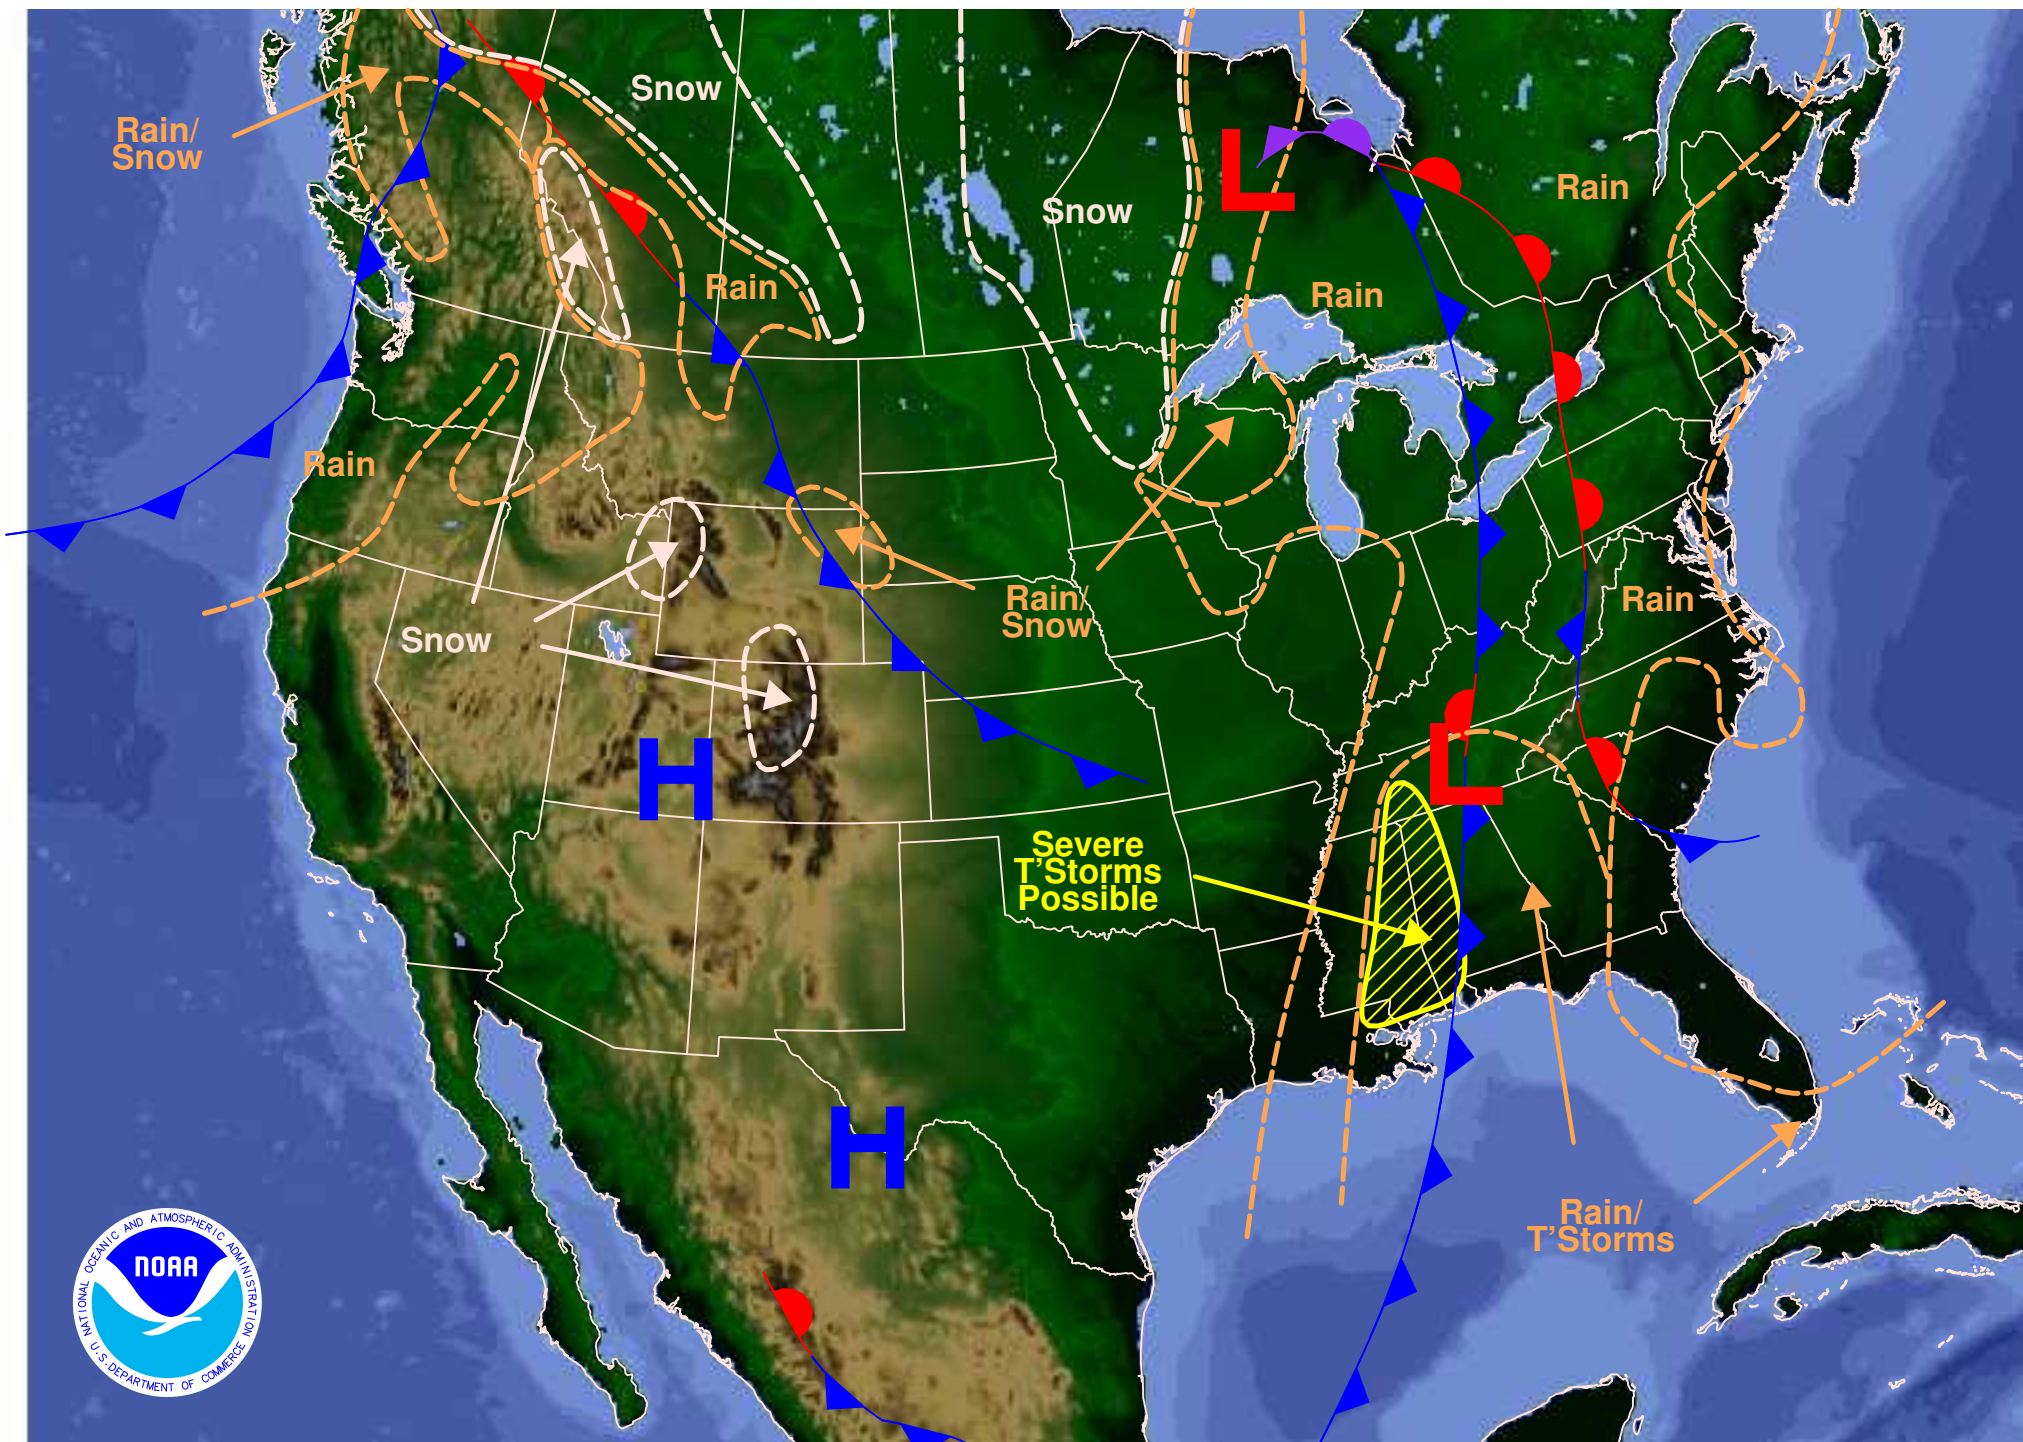 Snow
Rain/
Snow
Rain
Snow
Rain
Rain
Rain
Rain/
Snow
Rain
Snow
L
L
H
H
Severe
T'Storms
Possible
Rain/
T'Storms
NATIONAL OCEANIC AND ATMOSPHERIC ADMINISTRATION
NOAA
U.S. DEPARTMENT OF COMMERCE